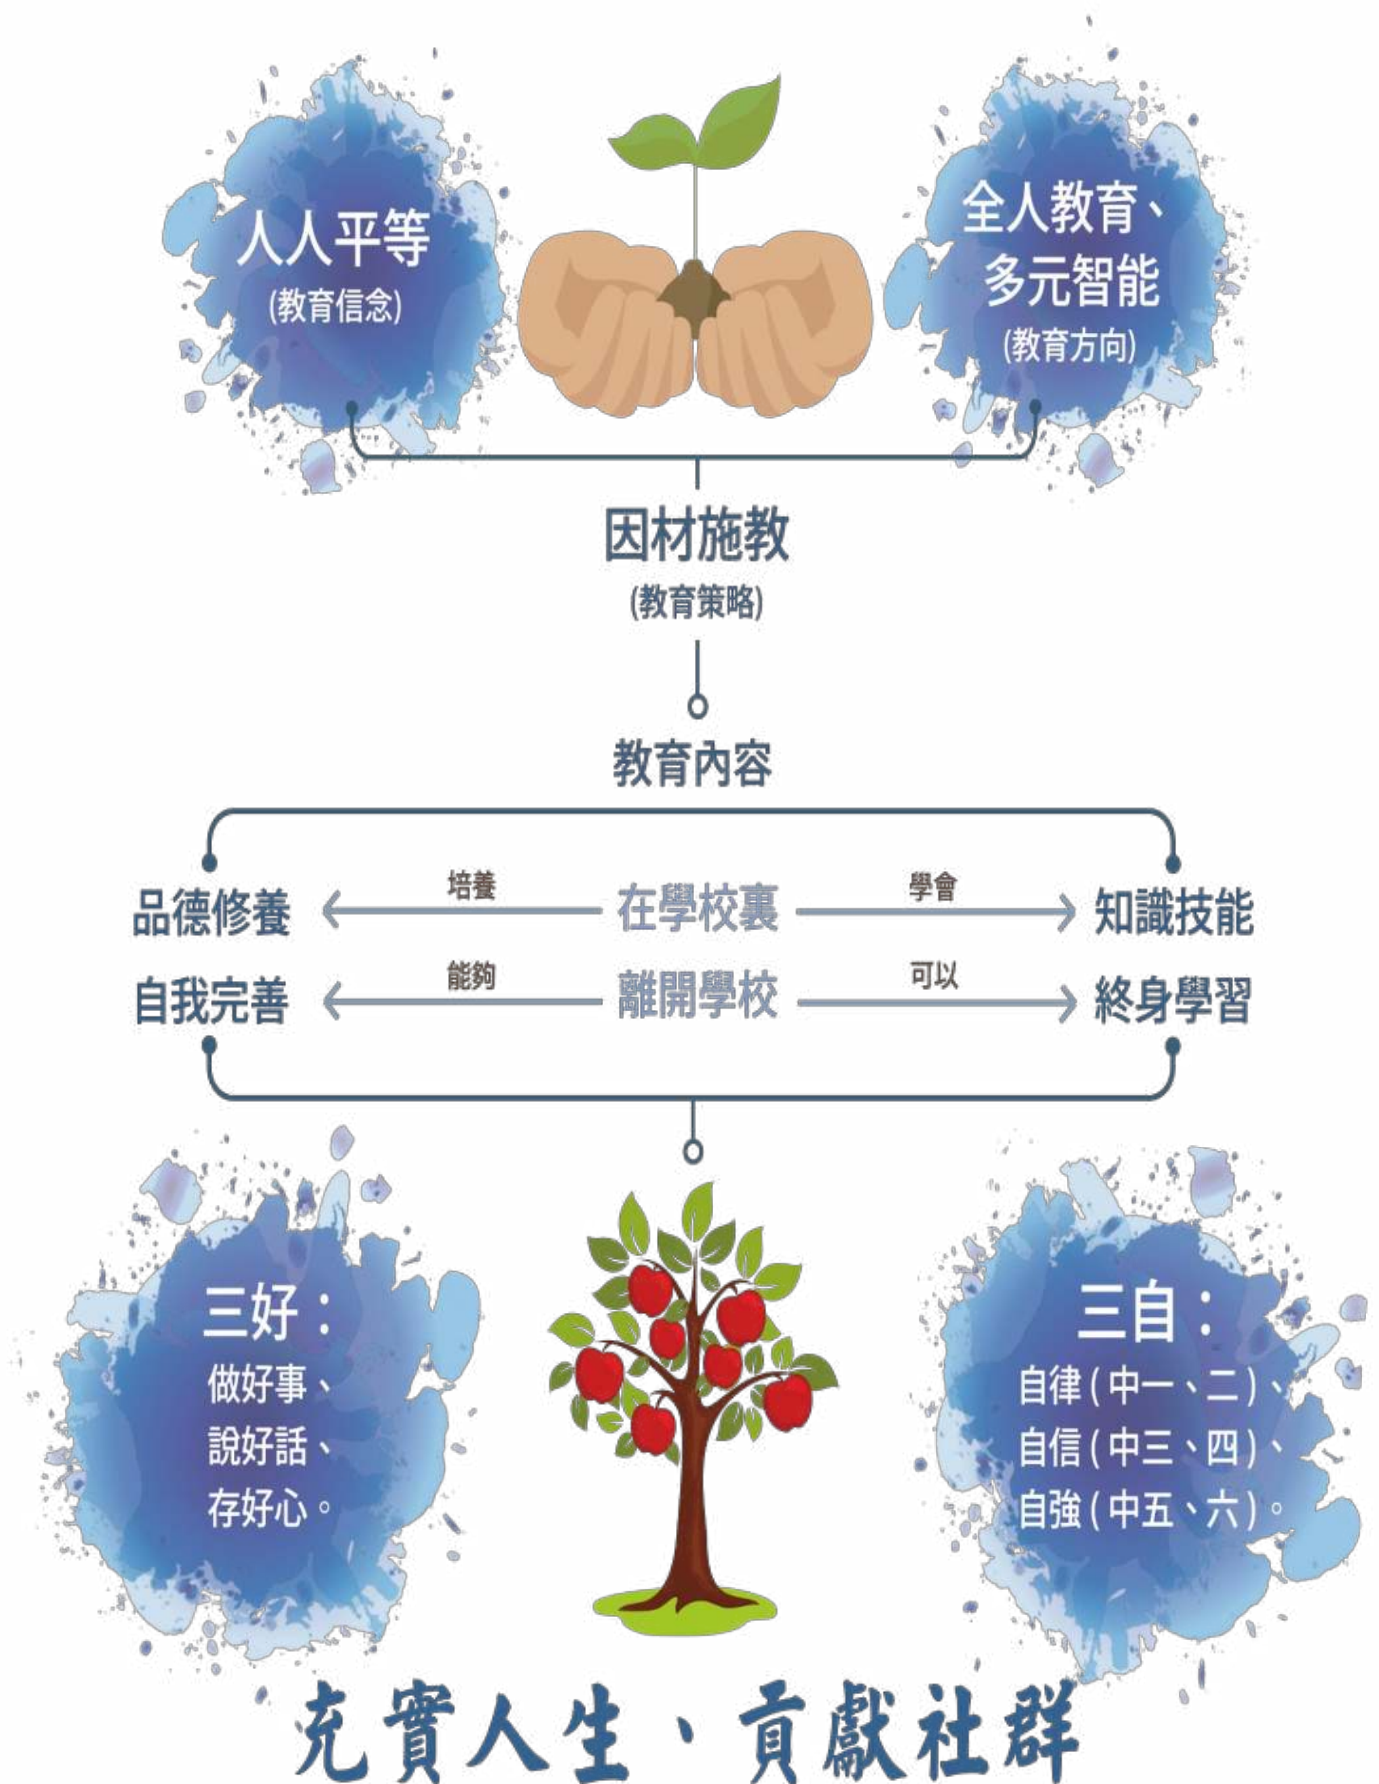 人人平等
(教育信念)
全人教育、
多元智能
(教育方向)
因材施教
(教育策略)
教育內容
品德修養 培養 在學校裏 學會 知識技能
自我完善 能夠 離開學校 可以 終身學習
三好：
做好事、
說好話、
存好心。
三自：
自律(中一、二)、
自信(中三、四)、
自強(中五、六)。
充實人生、貢獻社群